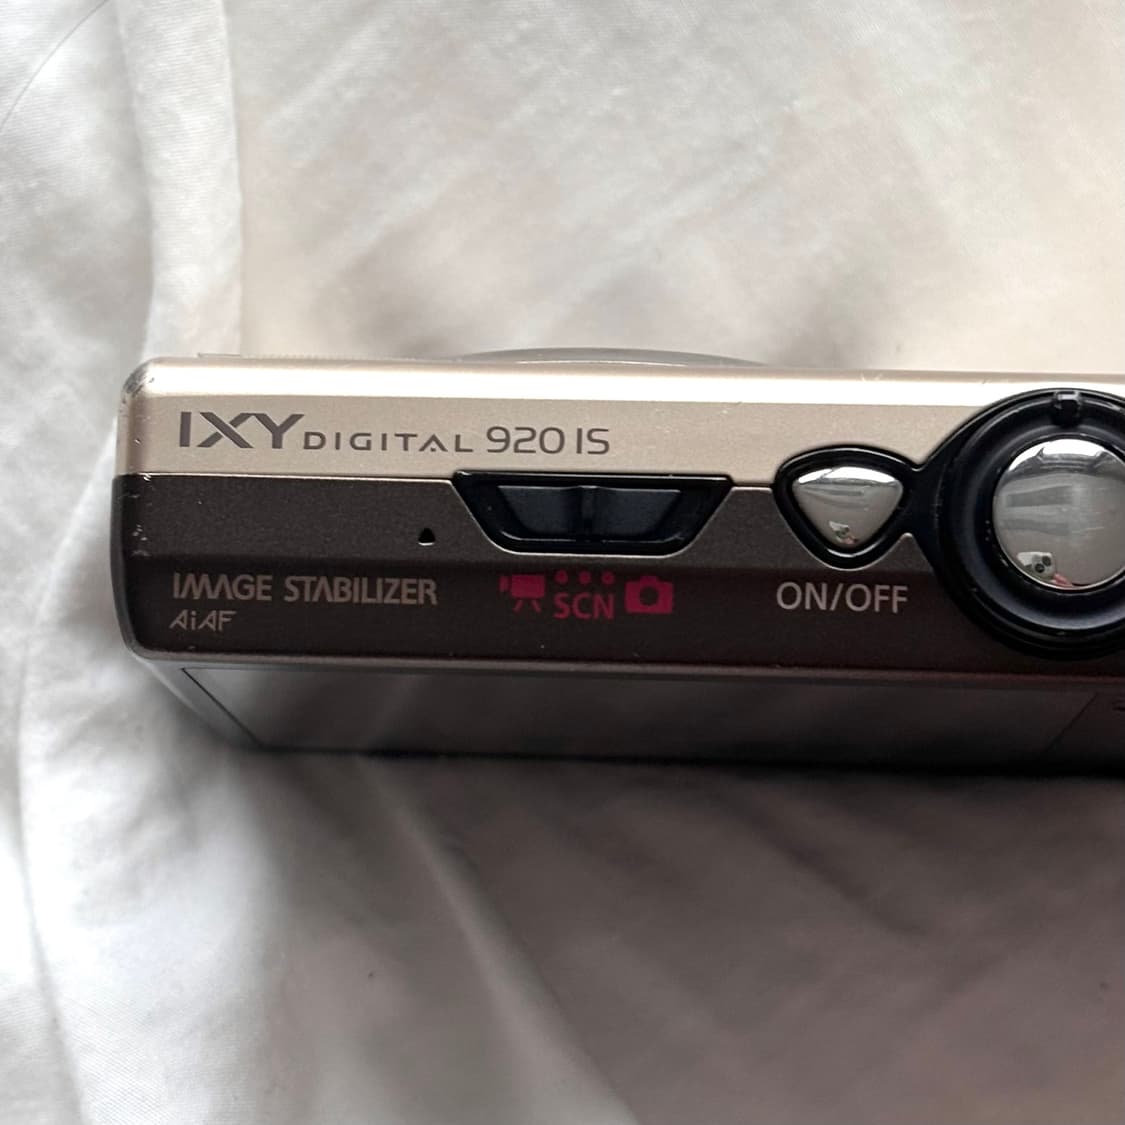 IXY DIGITAL 920 IS
IMAGE STABILIZER
AiAF
SCN
ON/OFF